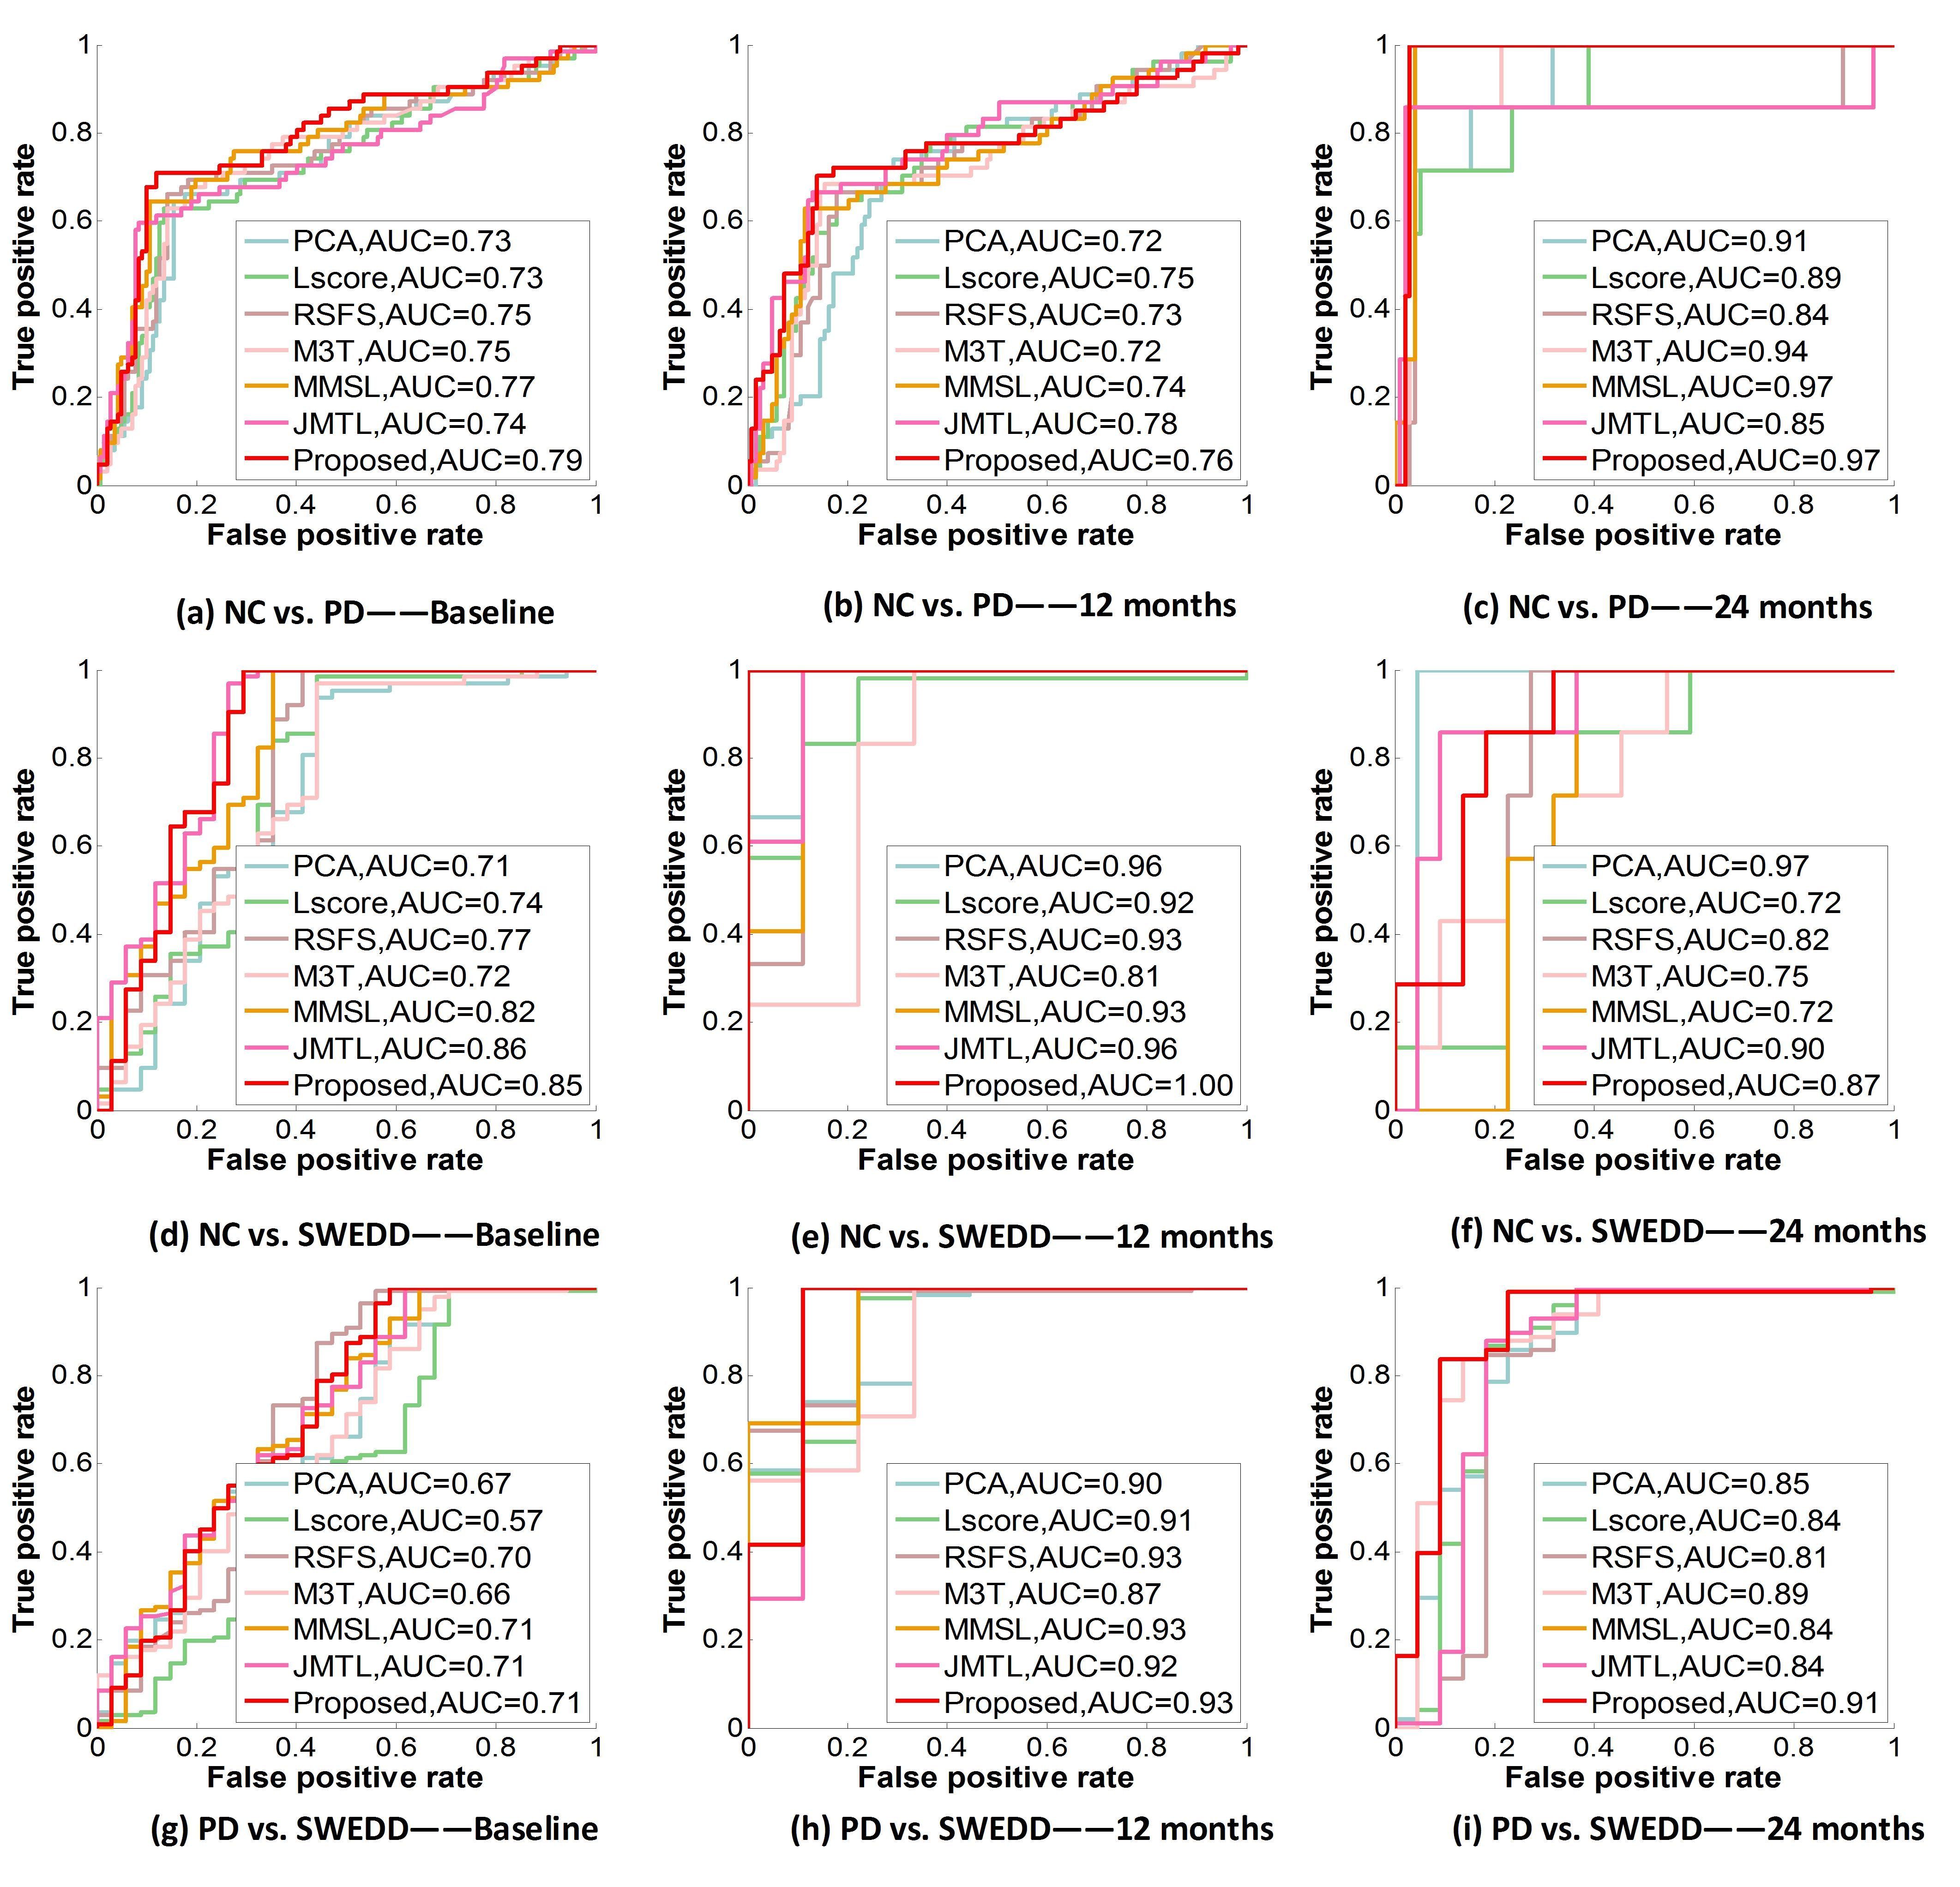 True positive rate
1
0.8
0.6
0.4
0.2
0
PCA,AUC=0.73
Lscore,AUC=0.73
RSFS,AUC=0.75
M3T,AUC=0.75
MMSL,AUC=0.77
JMTL,AUC=0.74
Proposed,AUC=0.79
0 0.2 0.4 0.6 0.8 1
False positive rate
(a) NC vs. PD——Baseline
True positive rate
1
0.8
0.6
0.4
0.2
0
PCA,AUC=0.72
Lscore,AUC=0.75
RSFS,AUC=0.73
M3T,AUC=0.72
MMSL,AUC=0.74
JMTL,AUC=0.78
Proposed,AUC=0.76
0 0.2 0.4 0.6 0.8 1
False positive rate
(b) NC vs. PD——12 months
True positive rate
1
0.8
0.6
0.4
0.2
0
PCA,AUC=0.91
Lscore,AUC=0.89
RSFS,AUC=0.84
M3T,AUC=0.94
MMSL,AUC=0.97
JMTL,AUC=0.85
Proposed,AUC=0.97
0 0.2 0.4 0.6 0.8 1
False positive rate
(c) NC vs. PD——24 months
True positive rate
1
0.8
0.6
0.4
0.2
0
PCA,AUC=0.71
Lscore,AUC=0.74
RSFS,AUC=0.77
M3T,AUC=0.72
MMSL,AUC=0.82
JMTL,AUC=0.86
Proposed,AUC=0.85
0 0.2 0.4 0.6 0.8 1
False positive rate
(d) NC vs. SWEDD——Baseline
True positive rate
1
0.8
0.6
0.4
0.2
0
PCA,AUC=0.96
Lscore,AUC=0.92
RSFS,AUC=0.93
M3T,AUC=0.81
MMSL,AUC=0.93
JMTL,AUC=0.96
Proposed,AUC=1.00
0 0.2 0.4 0.6 0.8 1
False positive rate
(e) NC vs. SWEDD——12 months
True positive rate
1
0.8
0.6
0.4
0.2
0
PCA,AUC=0.97
Lscore,AUC=0.72
RSFS,AUC=0.82
M3T,AUC=0.75
MMSL,AUC=0.72
JMTL,AUC=0.90
Proposed,AUC=0.87
0 0.2 0.4 0.6 0.8 1
False positive rate
(f) NC vs. SWEDD——24 months
True positive rate
1
0.8
0.6
0.4
0.2
0
PCA,AUC=0.67
Lscore,AUC=0.57
RSFS,AUC=0.70
M3T,AUC=0.66
MMSL,AUC=0.71
JMTL,AUC=0.71
Proposed,AUC=0.71
0 0.2 0.4 0.6 0.8 1
False positive rate
(g) PD vs. SWEDD——Baseline
True positive rate
1
0.8
0.6
0.4
0.2
0
PCA,AUC=0.90
Lscore,AUC=0.91
RSFS,AUC=0.93
M3T,AUC=0.87
MMSL,AUC=0.93
JMTL,AUC=0.92
Proposed,AUC=0.93
0 0.2 0.4 0.6 0.8 1
False positive rate
(h) PD vs. SWEDD——12 months
True positive rate
1
0.8
0.6
0.4
0.2
0
PCA,AUC=0.85
Lscore,AUC=0.84
RSFS,AUC=0.81
M3T,AUC=0.89
MMSL,AUC=0.84
JMTL,AUC=0.84
Proposed,AUC=0.91
0 0.2 0.4 0.6 0.8 1
False positive rate
(i) PD vs. SWEDD——24 months